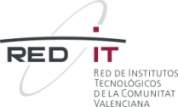 RED IT
RED DE INSTITUTOS
TECNOLÓGICOS
DE LA COMUNITAT
VALENCIANA